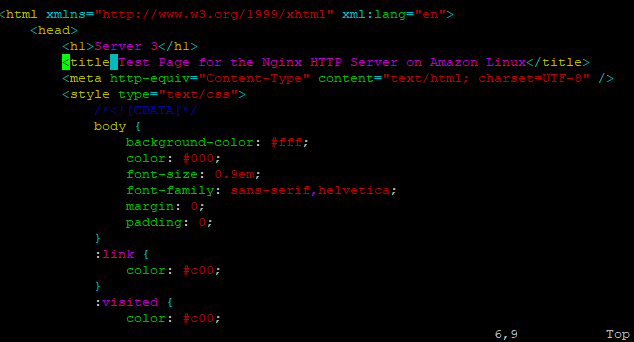 <html xmlns="http://www.w3.org/1999/xhtml" xml:lang="en">
    <head>
        <h1>Server 3</h1>
        <title>Test Page for the Nginx HTTP Server on Amazon Linux</title>
        <meta http-equiv="Content-Type" content="text/html; charset=UTF-8" />
        <style type="text/css">
            /*<![CDATA[*/
            body {
                background-color: #fff;
                color: #000;
                font-size: 0.9em;
                font-family: sans-serif,helvetica;
                margin: 0;
                padding: 0;
            }
            :link {
                color: #c00;
            }
            :visited {
                color: #c00;
6,9 Top